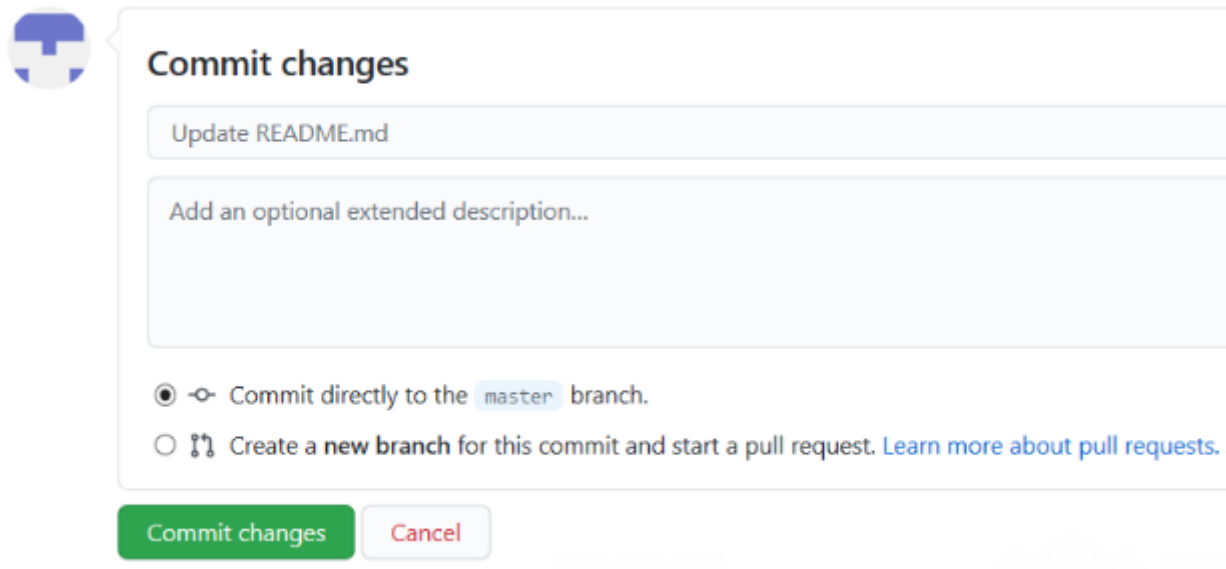 Commit changes
Update README.md
Add an optional extended description...
Commit directly to the master branch.
Create a new branch for this commit and start a pull request. Learn more about pull requests.
Commit changes
Cancel